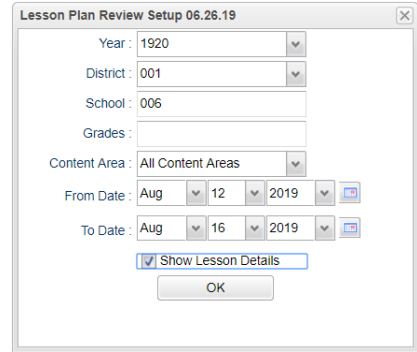 Lesson Plan Review Setup 06.26.19
Year : 1920
District : 001
School : 006
Grades :
Content Area : All Content Areas
From Date : Aug 12 2019
To Date : Aug 16 2019
Show Lesson Details
OK